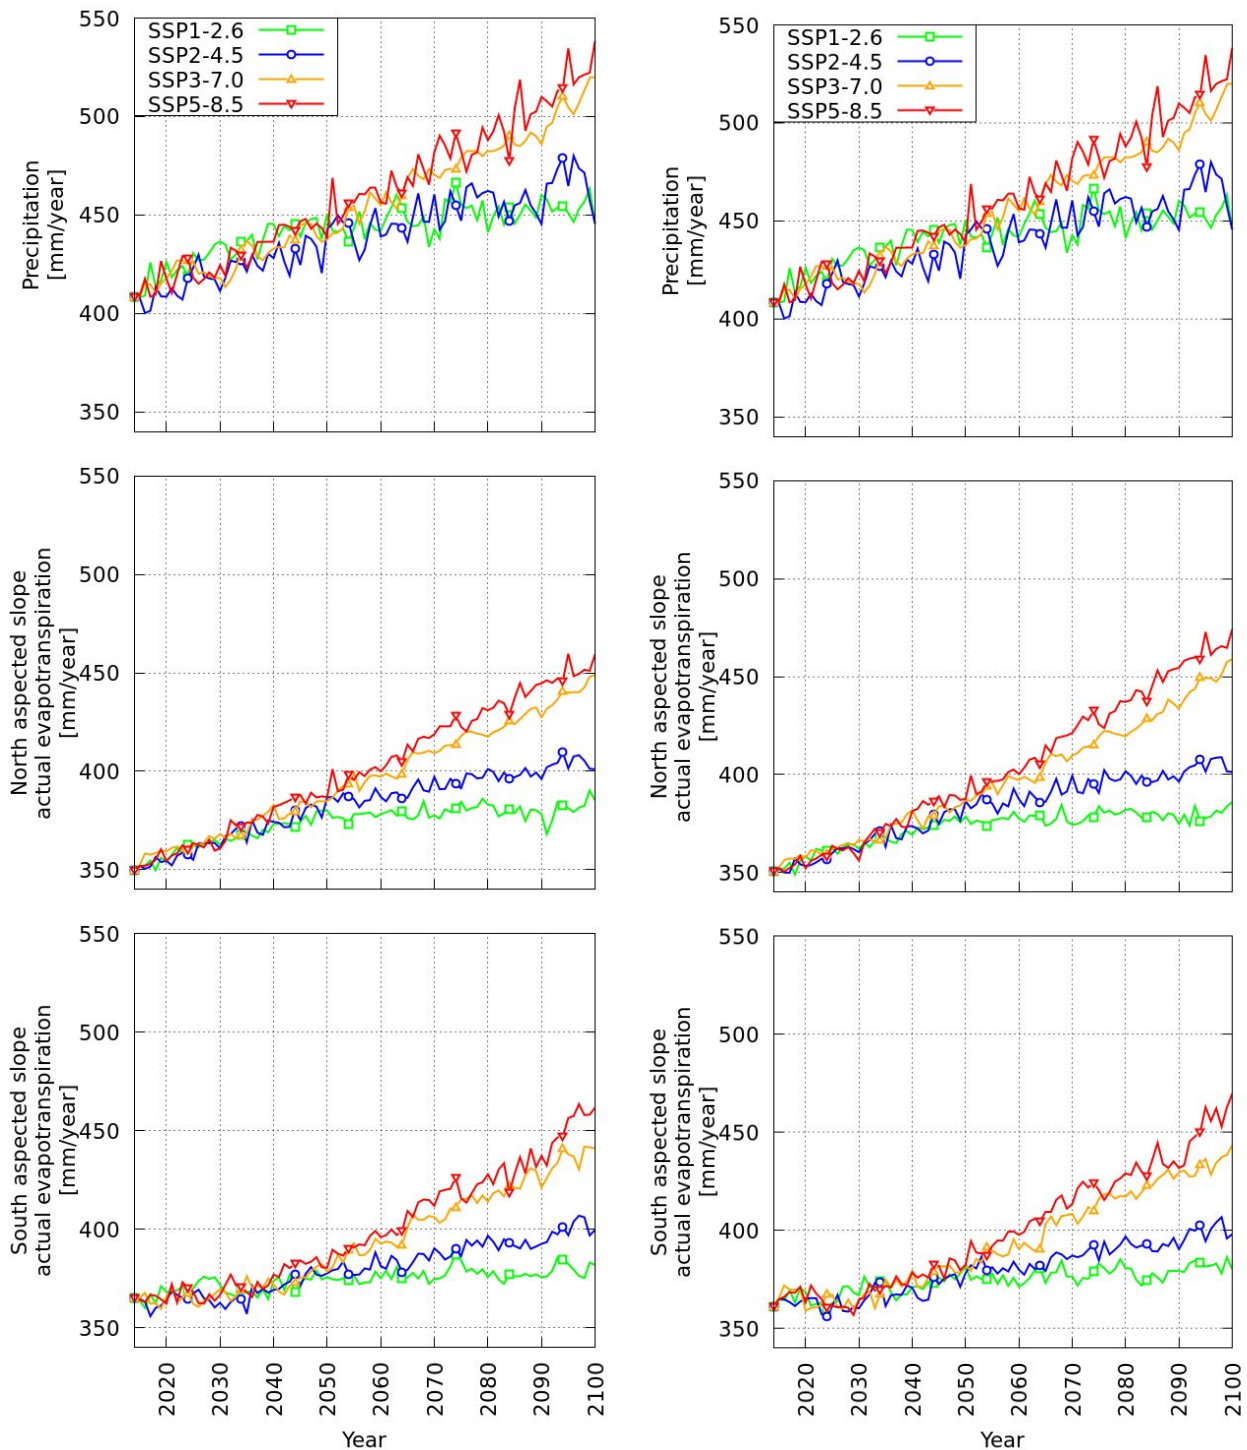 550
500
450
400
350
Precipitation
[mm/year]
SSP1-2.6
SSP2-4.5
SSP3-7.0
SSP5-8.5
550
500
450
400
350
Precipitation
[mm/year]
SSP1-2.6
SSP2-4.5
SSP3-7.0
SSP5-8.5
550
500
450
400
350
North aspected slope
actual evapotranspiration
[mm/year]
550
500
450
400
350
North aspected slope
actual evapotranspiration
[mm/year]
550
500
450
400
350
South aspected slope
actual evapotranspiration
[mm/year]
2020
2030
2040
2050
2060
2070
2080
2090
2100
Year
550
500
450
400
350
South aspected slope
actual evapotranspiration
[mm/year]
2020
2030
2040
2050
2060
2070
2080
2090
2100
Year